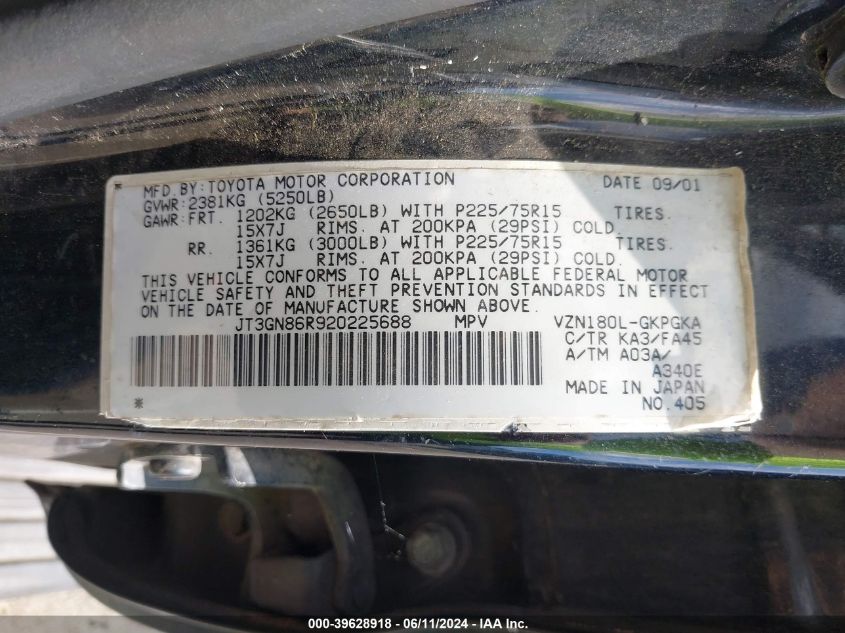 MFD.BY:TOYOTA MOTOR CORPORATION DATE 09/01
GVWR:2381KG (5250LB)
GAWR:FRT. 1202KG (2650LB) WITH P225/75R15 TIRES.
15X7J RIMS. AT 200KPA (29PSI) COLD.
RR. 1361KG (3000LB) WITH P225/75R15 TIRES
15X7J RIMS. AT 200KPA (29PSI) COLD.
THIS VEHICLE CONFORMS TO ALL APPLICABLE FEDERAL MOTOR
VEHICLE SAFETY AND THEFT PREVENTION STANDARDS IN EFFECT
ON THE DATE OF MANUFACTURE SHOWN ABOVE.
JT3GN86R920225688 MPV VZN180L-GKPGKA
C/TR KA3/FA45
A/TM A03A/
A340E
MADE IN JAPAN
* NO.405
000-39628918 - 06/11/2024 - IAA Inc.